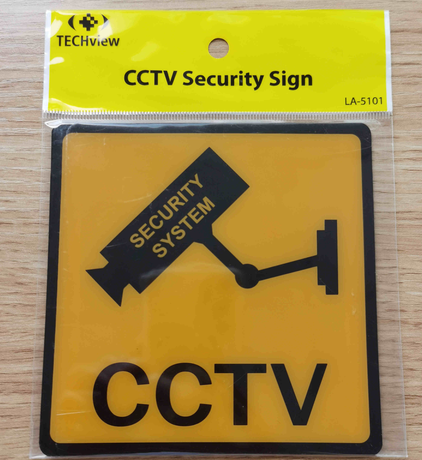 TECHview
CCTV Security Sign
LA-5101
SECURITY
SYSTEM
CCTV